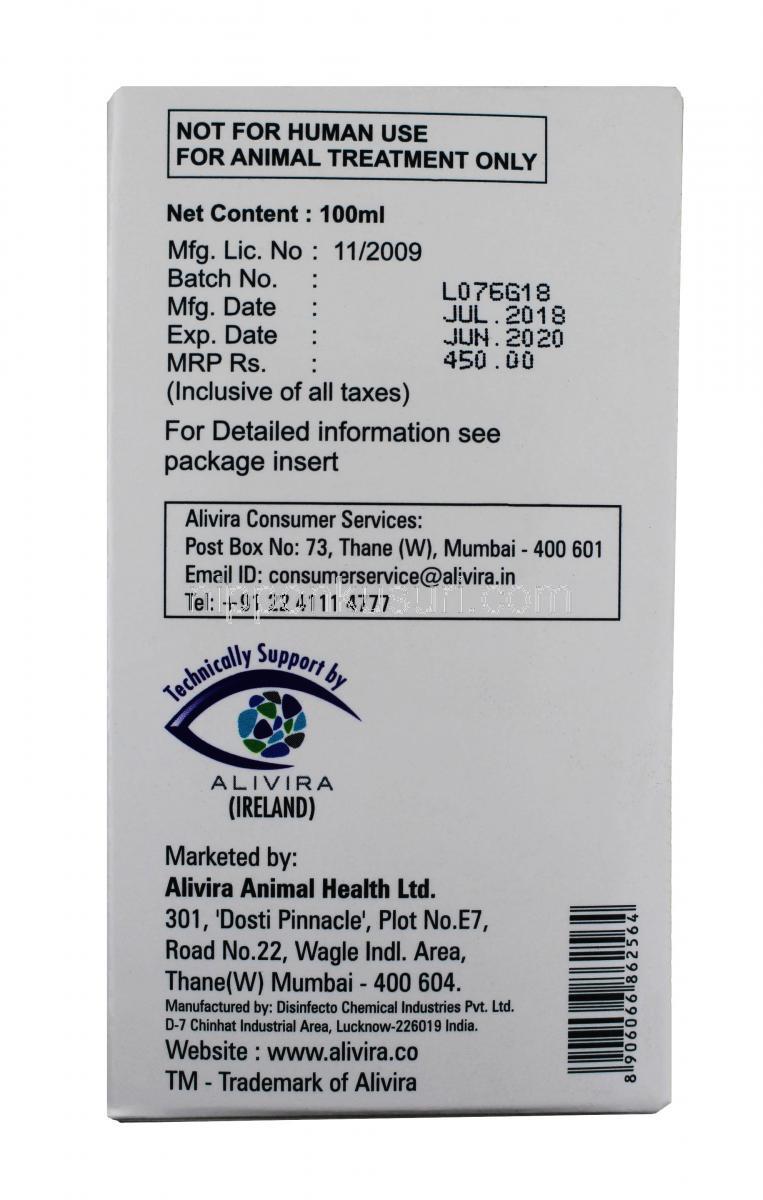 NOT FOR HUMAN USE
FOR ANIMAL TREATMENT ONLY
Net Content : 100ml
Mfg. Lic. No : 11/2009
Batch No. : L076G18
Mfg. Date : JUL.2018
Exp. Date : JUN.2020
MRP Rs. : 450.00
(Inclusive of all taxes)
For Detailed information see
package insert
Alivira Consumer Services:
Post Box No: 73, Thane (W), Mumbai - 400 601
Email ID: consumerservice@alivira.in
Tel: +91 22 4111 4777
nipponkusuri.com
Technically Support by
ALIVIRA
(IRELAND)
Marketed by:
Alivira Animal Health Ltd.
301, 'Dosti Pinnacle', Plot No.E7,
Road No.22, Wagle Indl. Area,
Thane(W) Mumbai - 400 604.
Manufactured by: Disinfecto Chemical Industries Pvt. Ltd.
D-7 Chinhat Industrial Area, Lucknow-226019 India.
Website : www.alivira.co
TM - Trademark of Alivira
8 906066 862564